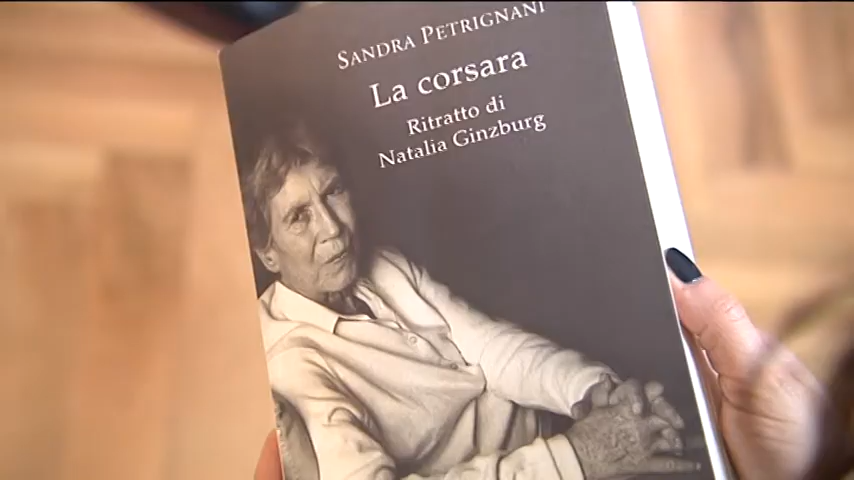 SANDRA PETRIGNANI
La corsara
Ritratto di
Natalia Ginzburg